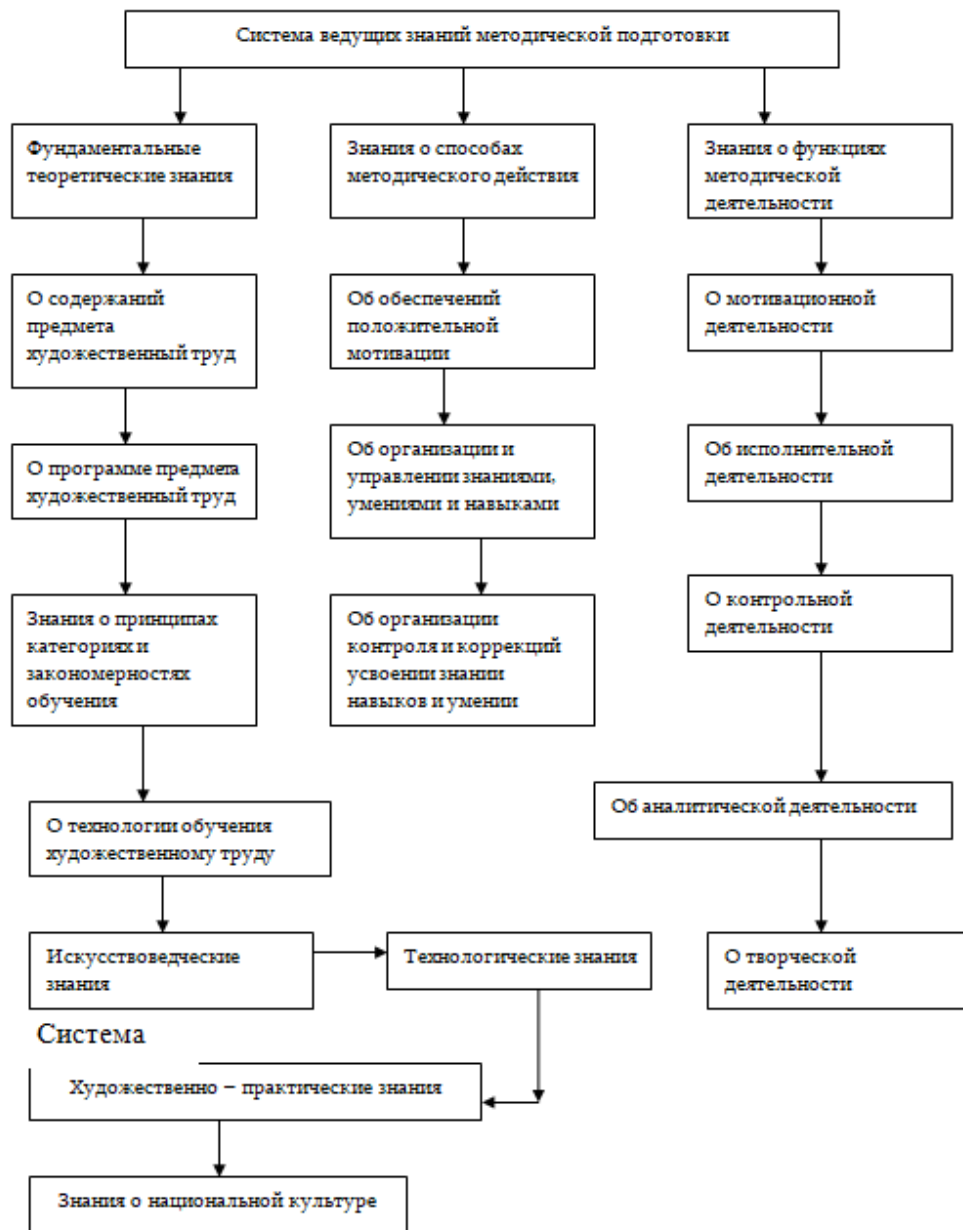 Система ведущих знаний методической подготовки
Фундаментальные
теоретические знания
Знания о способах
методического действия
Знания о функциях
методической
деятельности
О содержаний
предмета
художественный труд
Об обеспечений
положительной
мотивации
О мотивационной
деятельности
О программе предмета
художественный труд
Об организации и
управлении знаниями,
умениями и навыками
Об исполнительной
деятельности
Знания о принципах
категориях и
закономерностях
обучения
Об организации
контроля и коррекций
усвоении знании
навыков и умении
О контрольной
деятельности
О технологии обучения
художественному труду
Об аналитической деятельности
Искусствоведческие
знания
Технологические знания
О творческой
деятельности
Система
Художественно – практические знания
Знания о национальной культуре